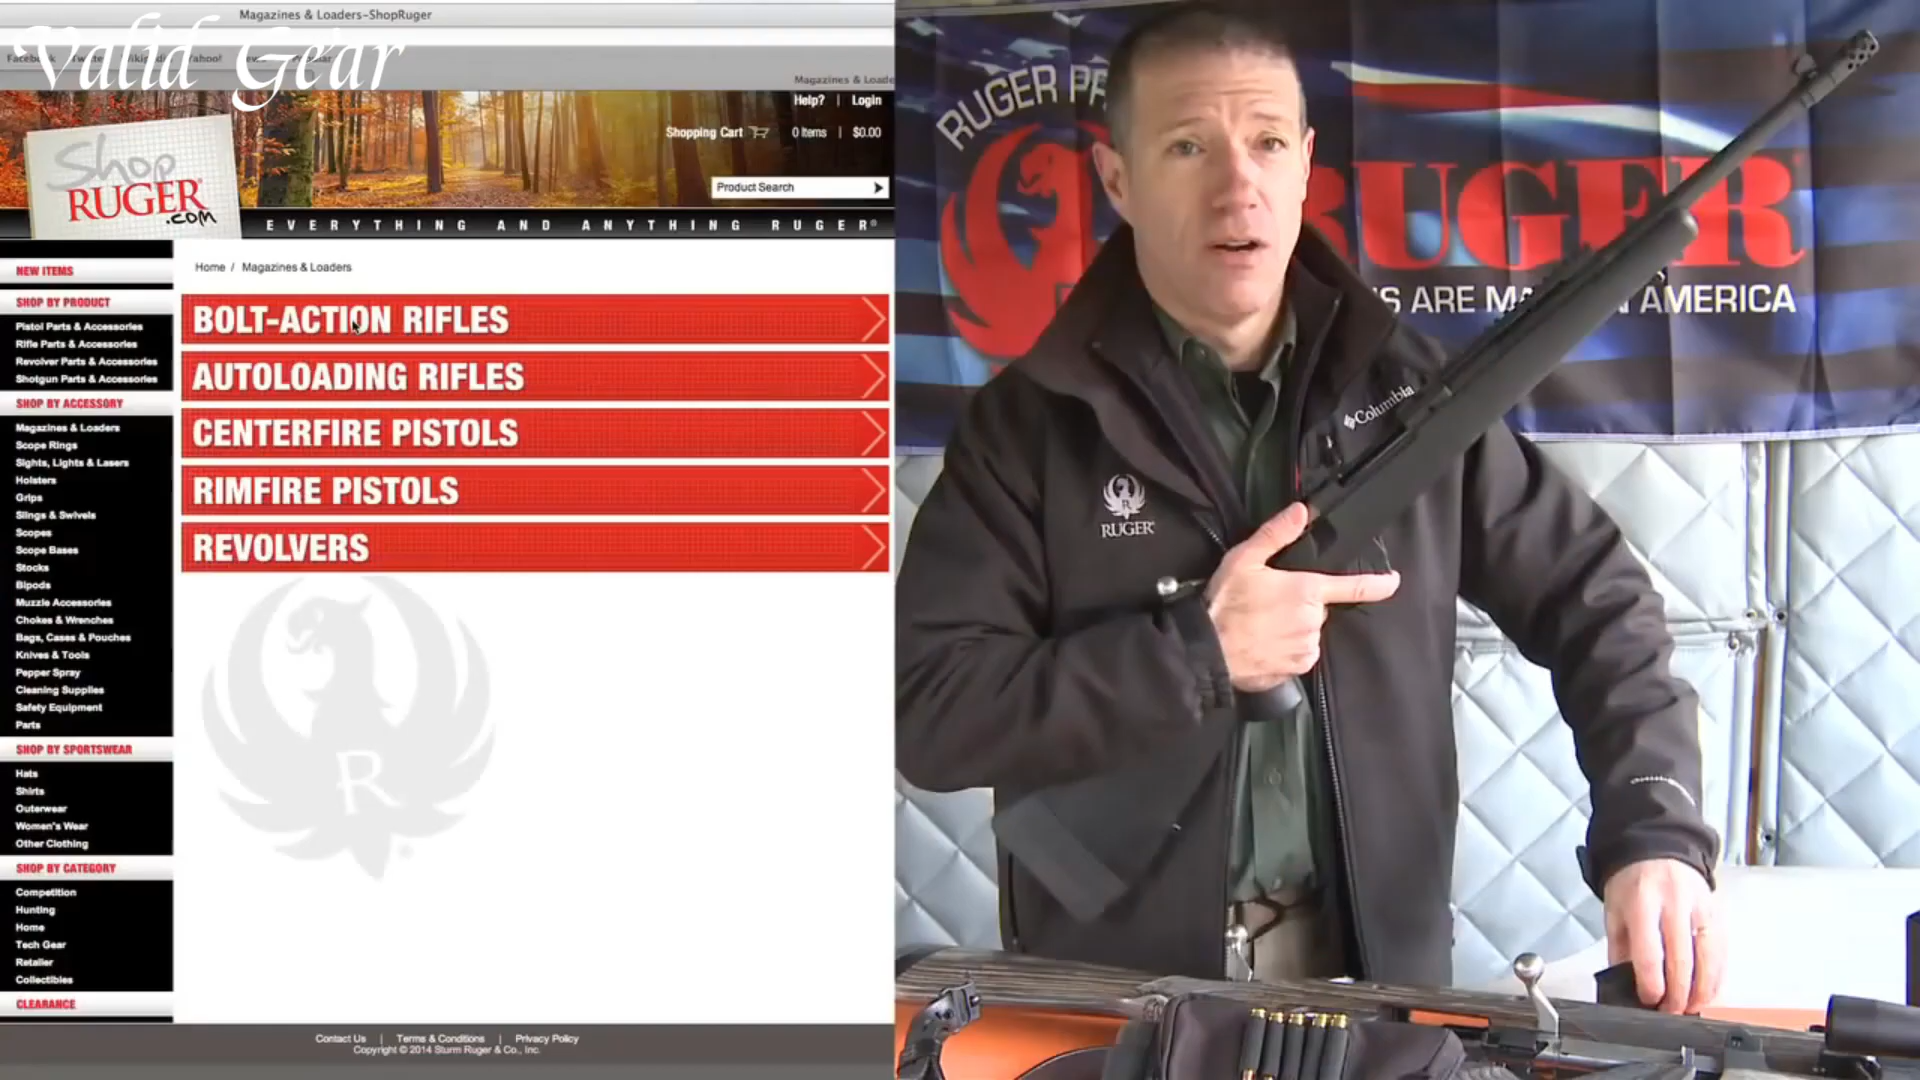 Magazines & Loaders-ShopRuger
Valid Gear
Magazines & Loade
Help? | Login
Shopping Cart 0 Items | $0.00
Product Search
Shop
RUGER
.com
EVERYTHING AND ANYTHING RUGER®
NEW ITEMS
SHOP BY PRODUCT
Pistol Parts & Accessories
Rifle Parts & Accessories
Revolver Parts & Accessories
Shotgun Parts & Accessories
SHOP BY ACCESSORY
Magazines & Loaders
Scope Rings
Sights, Lights & Lasers
Holsters
Grips
Slings & Swivels
Scopes
Scope Bases
Stocks
Bipods
Muzzle Accessories
Chokes & Wrenches
Bags, Cases & Pouches
Knives & Tools
Pepper Spray
Cleaning Supplies
Safety Equipment
Parts
SHOP BY SPORTSWEAR
Hats
Shirts
Outerwear
Women's Wear
Other Clothing
SHOP BY CATEGORY
Competition
Hunting
Home
Tech Gear
Retailer
Collectibles
CLEARANCE
Home / Magazines & Loaders
BOLT-ACTION RIFLES
AUTOLOADING RIFLES
CENTERFIRE PISTOLS
RIMFIRE PISTOLS
REVOLVERS
R
Contact Us | Terms & Conditions | Privacy Policy
Copyright © 2014 Sturm Ruger & Co., Inc.
RUGER
RUGER
ARE IN AMERICA
Columbia
R
RUGER